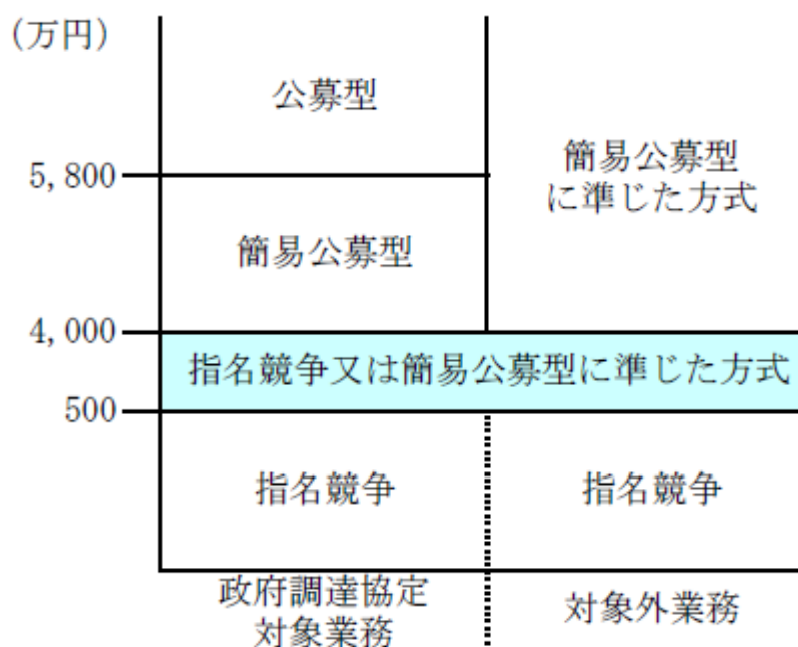 (万円)
公募型
簡易公募型
に準じた方式
5,800
簡易公募型
4,000
指名競争又は簡易公募型に準じた方式
500
指名競争
指名競争
政府調達協定
対象業務
対象外業務